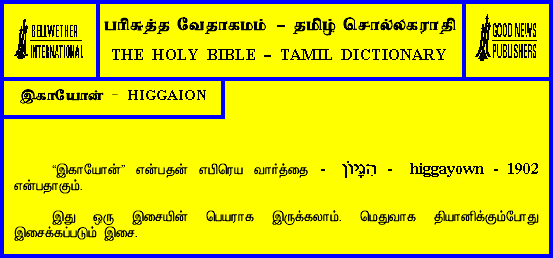 BELLWETHER
INTERNATIONAL
பரிசுத்த வேதாகமம் – தமிழ் சொல்லகராதி
THE HOLY BIBLE – TAMIL DICTIONARY
GOOD NEWS
PUBLISHERS
இகாயோன் - HIGGAION
“இகாயோன்” என்பதன் எபிரெய வார்த்தை - הִגָּיוֹן - higgayown - 1902
என்பதாகும்.
இது ஒரு இசையின் பெயராக இருக்கலாம். மெதுவாக தியானிக்கும்போது
இசைக்கப்படும் இசை.